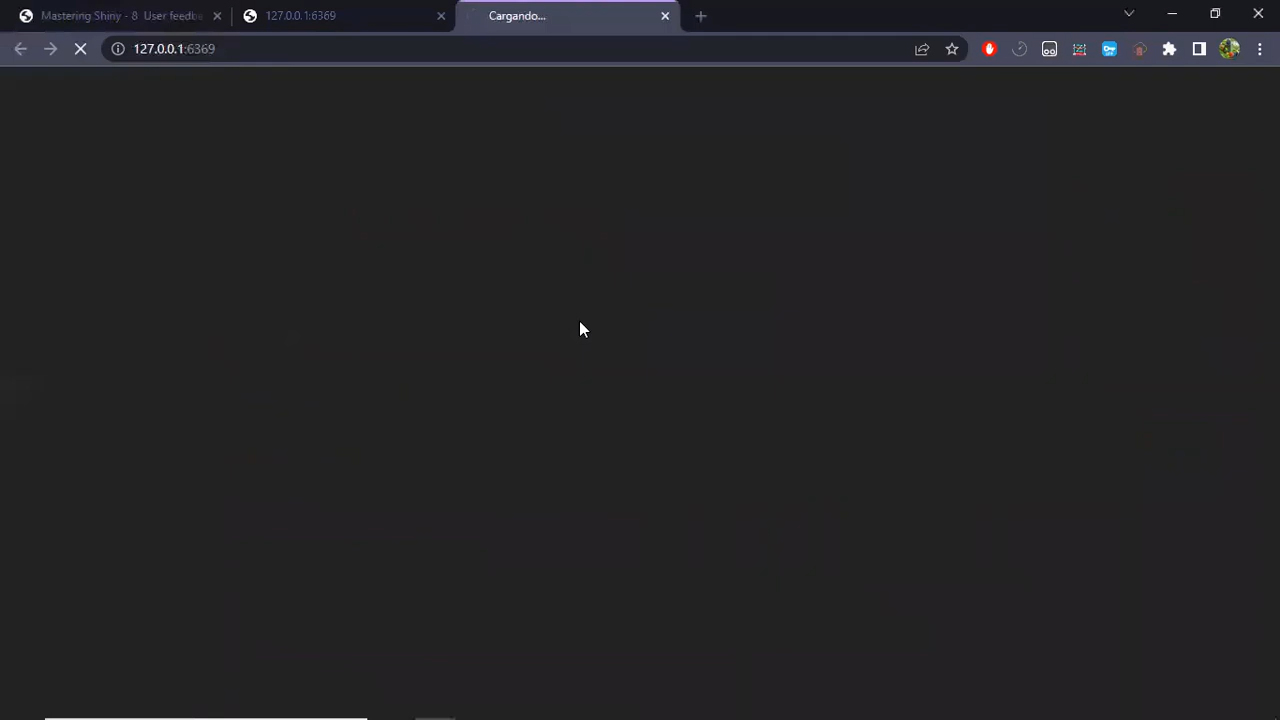 Mastering Shiny - 8 User feedb
127.0.0.1:6369
Cargando...
127.0.0.1:6369